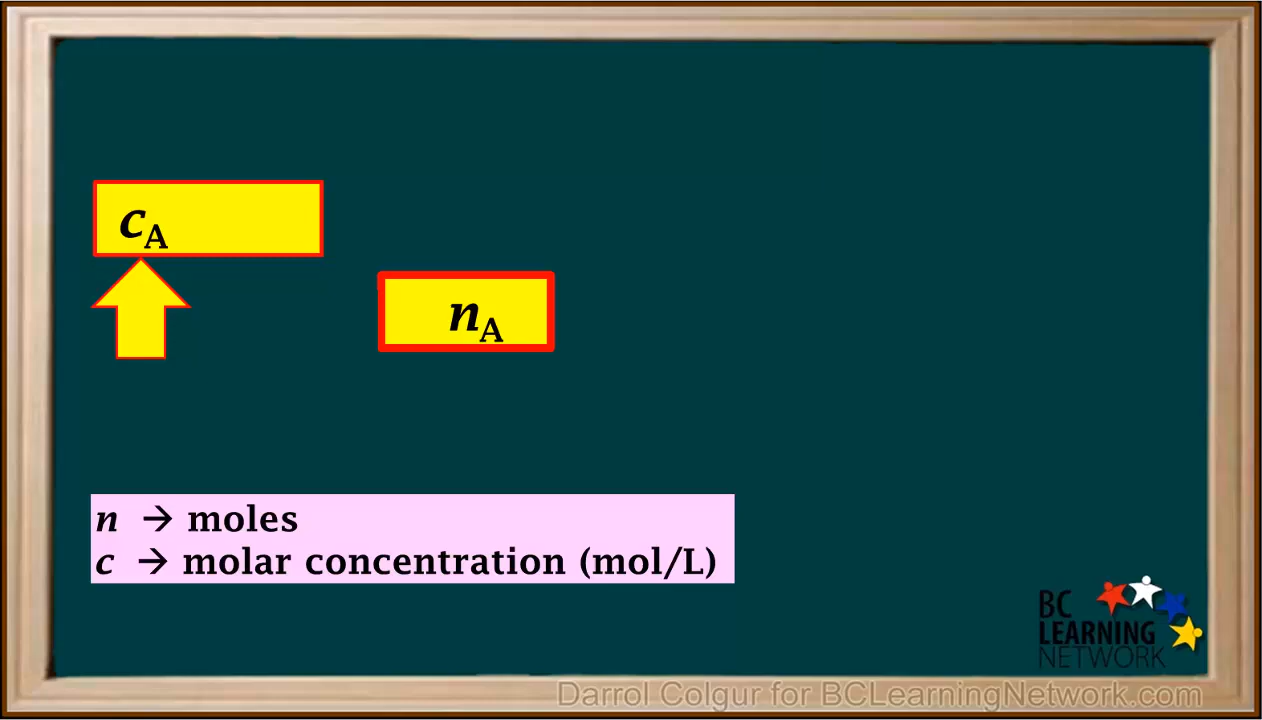 cA
nA
n → moles
c → molar concentration (mol/L)
BC
LEARNING
NETWORK
Darrol Colgur for BCLearningNetwork.com